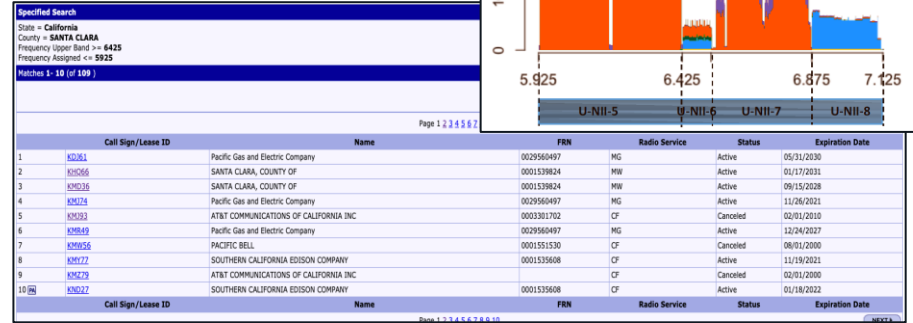 Specified Search
State = California
County = SANTA CLARA
Frequency Upper Band >= 6425
Frequency Assigned <= 5925
Matches 1- 10 (of 109 )
Page 1 2 3 4 5 6 7
0
5.925 6.425 6.875 7.125
U-NII-5 U-NII-6 U-NII-7 U-NII-8
Call Sign/Lease ID Name FRN Radio Service Status Expiration Date
1 KDJ61 Pacific Gas and Electric Company 0029560497 MG Active 05/31/2030
2 KHO66 SANTA CLARA, COUNTY OF 0001539824 MW Active 01/17/2031
3 KMD36 SANTA CLARA, COUNTY OF 0001539824 MW Active 09/15/2028
4 KMJ74 Pacific Gas and Electric Company 0029560497 MG Active 11/26/2021
5 KMJ93 AT&T COMMUNICATIONS OF CALIFORNIA INC 0003301702 CF Canceled 02/01/2010
6 KMR49 Pacific Gas and Electric Company 0029560497 MG Active 12/24/2027
7 KMW56 PACIFIC BELL 0001551530 CF Canceled 08/01/2000
8 KMY77 SOUTHERN CALIFORNIA EDISON COMPANY 0001535608 CF Active 11/19/2021
9 KMZ79 AT&T COMMUNICATIONS OF CALIFORNIA INC CF Canceled 02/01/2000
10 PA KND27 SOUTHERN CALIFORNIA EDISON COMPANY 0001535608 CF Active 01/18/2022
Call Sign/Lease ID Name FRN Radio Service Status Expiration Date
Page 1 2 3 4 5 6 7 8 9 10
NEXT